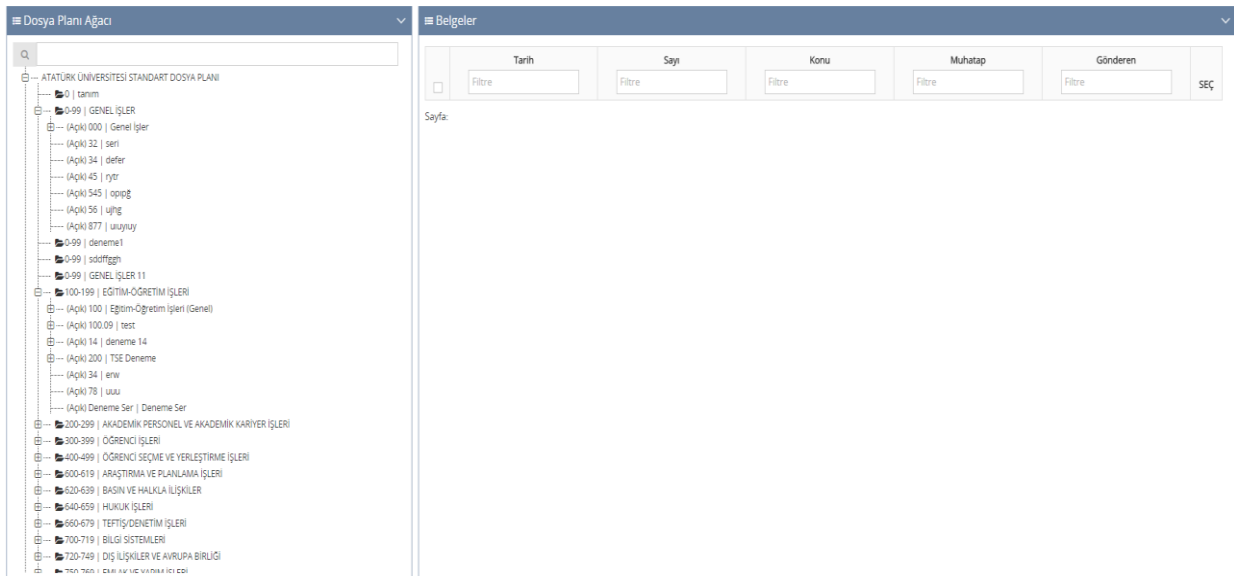 Dosya Planı Ağacı
ATATÜRK ÜNİVERSİTESİ STANDART DOSYA PLANI
0 | tanım
0-99 | GENEL İŞLER
(Açık) 000 | Genel İşler
(Açık) 32 | seri
(Açık) 34 | defer
(Açık) 45 | rytr
(Açık) 545 | opıpğ
(Açık) 56 | ujhg
(Açık) 877 | uıuyıuy
0-99 | deneme1
0-99 | sddffggh
0-99 | GENEL İŞLER 11
100-199 | EĞİTİM-ÖĞRETİM İŞLERİ
(Açık) 100 | Eğitim-Öğretim İşleri (Genel)
(Açık) 100.09 | test
(Açık) 14 | deneme 14
(Açık) 200 | TSE Deneme
(Açık) 34 | erw
(Açık) 78 | uuu
(Açık) Deneme Ser | Deneme Ser
200-299 | AKADEMİK PERSONEL VE AKADEMİK KARİYER İŞLERİ
300-399 | ÖĞRENCİ İŞLERİ
400-499 | ÖĞRENCİ SEÇME VE YERLEŞTİRME İŞLERİ
600-619 | ARAŞTIRMA VE PLANLAMA İŞLERİ
620-639 | BASIN VE HALKLA İLİŞKİLER
640-659 | HUKUK İŞLERİ
660-679 | TEFTİŞ/DENETİM İŞLERİ
700-719 | BİLGİ SİSTEMLERİ
720-749 | DIŞ İLİŞKİLER VE AVRUPA BİRLİĞİ
750-769 | EMLAK VE YAPIM İŞLERİ
Belgeler
Tarih Sayı Konu Muhatap Gönderen
Filtre Filtre Filtre Filtre Filtre SEÇ
Sayfa: